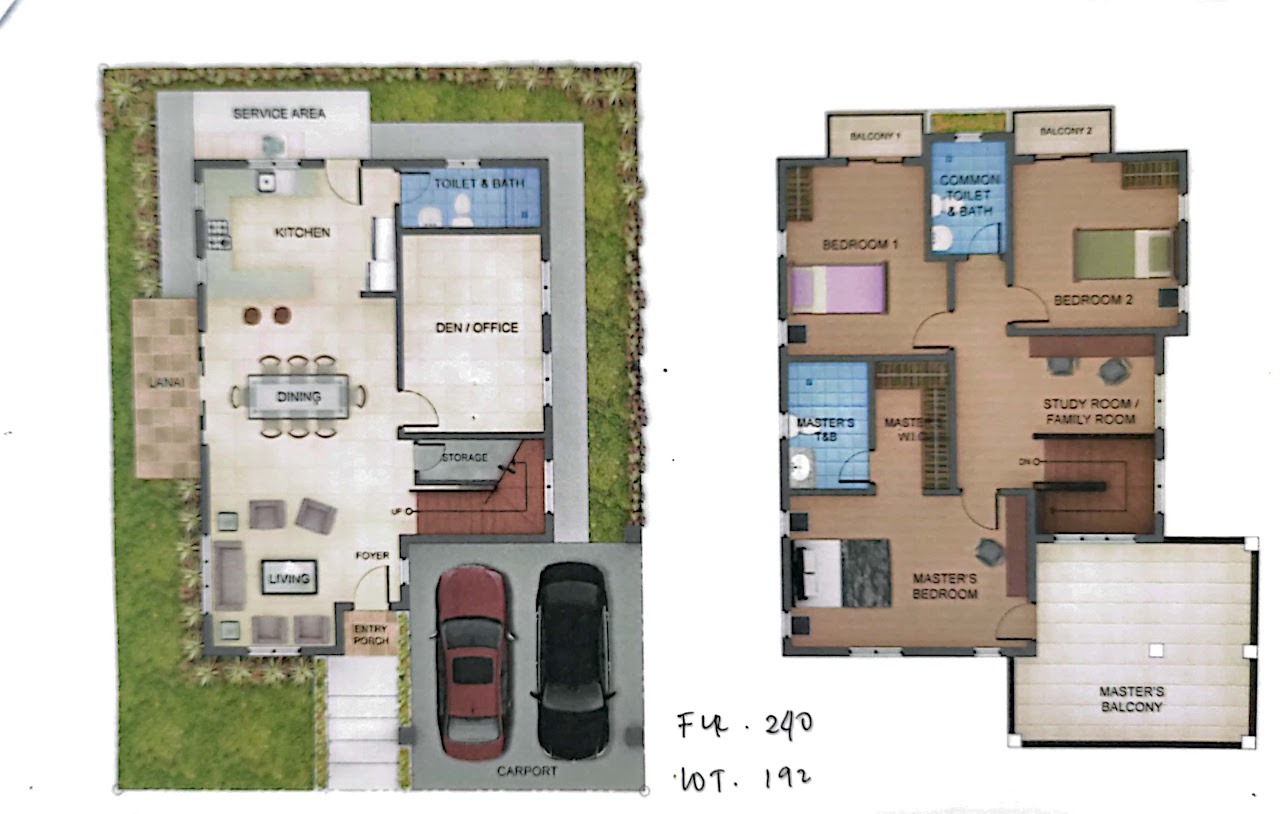 SERVICE AREA
TOILET & BATH
KITCHEN
DEN / OFFICE
LANAI
DINING
STORAGE
UP
FOYER
LIVING
ENTRY
PORCH
CARPORT
BALCONY 1
BALCONY 2
COMMON
TOILET
& BATH
BEDROOM 1
BEDROOM 2
STUDY ROOM /
FAMILY ROOM
MASTER'S
T&B
MASTER'S
W.I.C
DN
MASTER'S
BEDROOM
MASTER'S
BALCONY
FLR . 240
LOT . 192